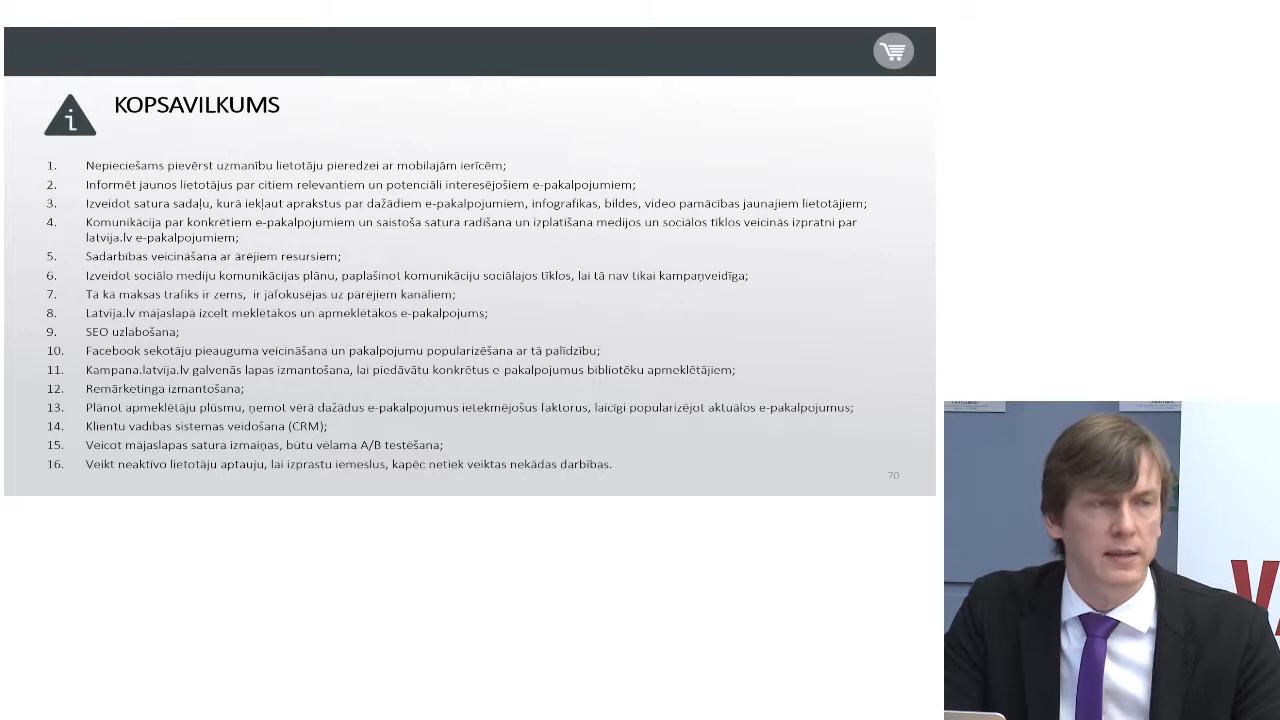 KOPSAVILKUMS
1. Nepieciešams pievērst uzmanību lietotāju pieredzei ar mobilajām ierīcēm;
2. Informēt jaunos lietotājus par citiem relevantiem un potenciāli interesējošiem e-pakalpojumiem;
3. Izveidot satura sadaļu, kurā iekļaut aprakstus par dažādiem e-pakalpojumiem, infografikas, bildes, video pamācības jaunajiem lietotājiem;
4. Komunikācija par konkrētiem e-pakalpojumiem un saistoša satura radīšana un izplatīšana medijos un sociālos tīklos veicinās izpratni par
latvija.lv e-pakalpojumiem;
5. Sadarbības veicināšana ar ārējiem resursiem;
6. Izveidot sociālo mediju komunikācijas plānu, paplašinot komunikāciju sociālajos tīklos, lai tā nav tikai kampaņveidīga;
7. Tā kā maksas trafiks ir zems, ir jāfokusējas uz pārējiem kanāliem;
8. Latvija.lv mājaslapā izcelt meklētākos un apmeklētākos e-pakalpojums;
9. SEO uzlabošana;
10. Facebook sekotāju pieauguma veicināšana un pakalpojumu popularizēšana ar tā palīdzību;
11. Kampana.latvija.lv galvenās lapas izmantošana, lai piedāvātu konkrētus e-pakalpojumus bibliotēku apmeklētājiem;
12. Remārketinga izmantošana;
13. Plānot apmeklētāju plūsmu, ņemot vērā dažādus e-pakalpojumus ietekmējošus faktorus, laicīgi popularizējot aktuālos e-pakalpojumus;
14. Klientu vadības sistēmas veidošana (CRM);
15. Veicot mājaslapas satura izmaiņas, būtu vēlama A/B testēšana;
16. Veikt neaktīvo lietotāju aptauju, lai izprastu iemeslus, kapēc netiek veiktas nekādas darbības.
70